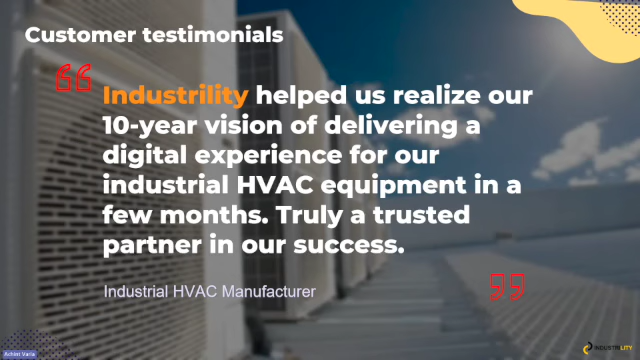 Customer testimonials
Industrility helped us realize our
10-year vision of delivering a
digital experience for our
industrial HVAC equipment in a
few months. Truly a trusted
partner in our success.
Industrial HVAC Manufacturer
INDUSTRILITY